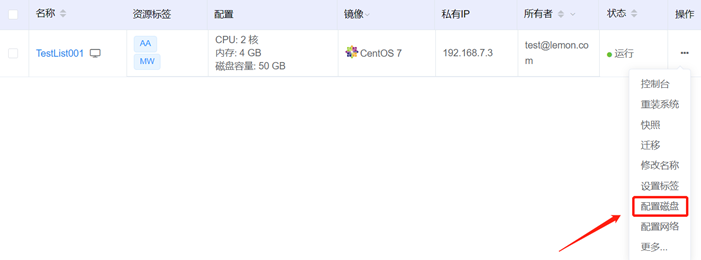 名称 资源标签 配置 镜像 私有IP 所有者 状态 操作
TestList001
AA
MW
CPU: 2 核
内存: 4 GB
磁盘容量: 50 GB
CentOS 7
192.168.7.3
test@lemon.co
m
运行
控制台
重装系统
快照
迁移
修改名称
设置标签
配置磁盘
配置网络
更多...